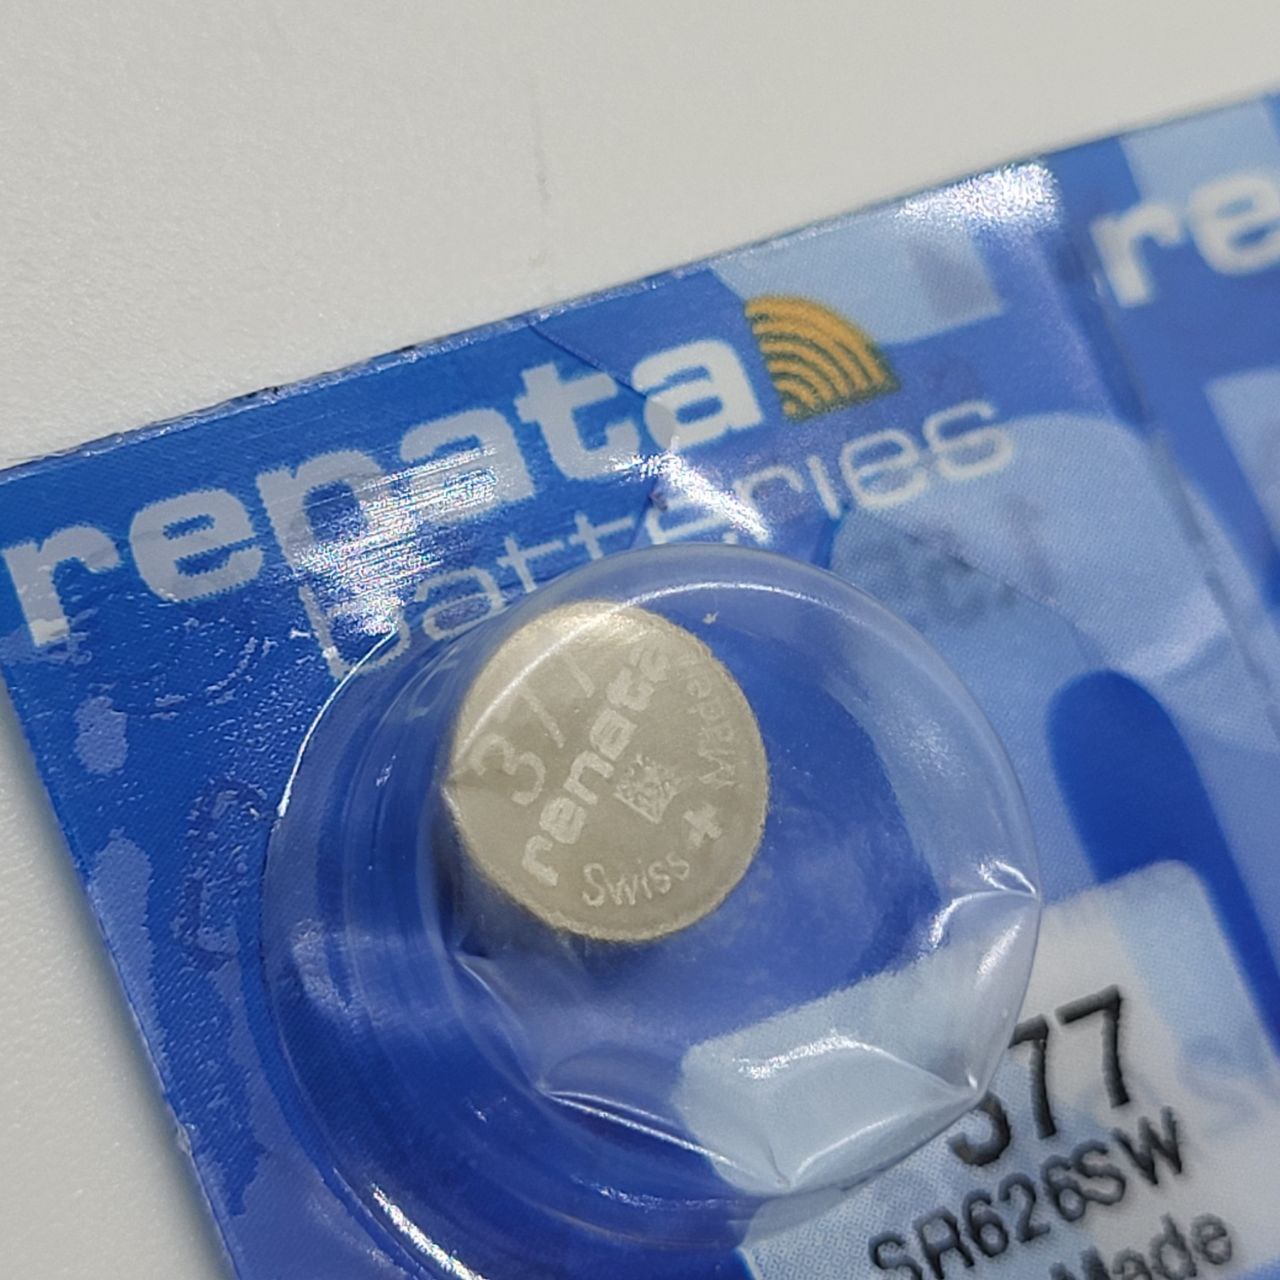 renata
batteries
re
377
renata
Swiss Made
+
377
SR626SW
Made